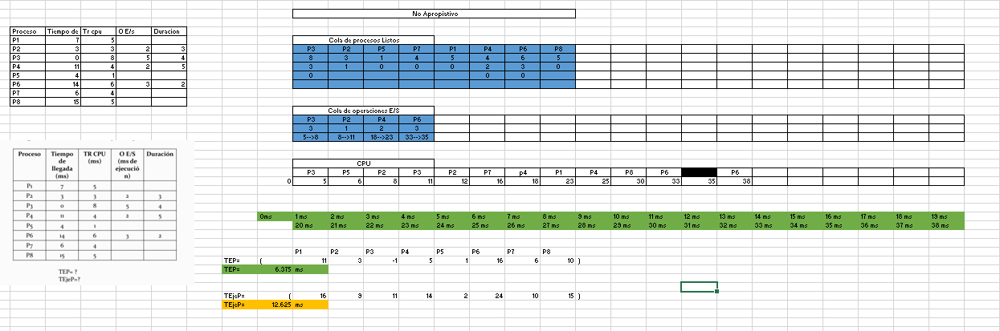 No Apropiativo
Proceso Tiempo de Tr cpu O E/s Duracion
P1 7 5
P2 3 3 2 3
P3 0 8 5 4
P4 11 4 2 5
P5 4 1
P6 14 6 3 2
P7 6 4
P8 15 5
Cola de procesos Listos
P3 P2 P5 P7 P1 P4 P6 P8
8 3 1 4 5 4 6 5
3 1 0 0 0 2 3 0
0 0 0
Cola de operaciones E/S
P3 P2 P4 P6
3 1 2 3
5-->8 8-->11 18-->23 33-->35
Proceso Tiempo de llegada (ms) TR CPU (ms) O E/S (ms de ejecución) Duración
P1 7 5
P2 3 3 2 3
P3 0 8 5 4
P4 11 4 2 5
P5 4 1
P6 14 6 3 2
P7 6 4
P8 15 5
TEP= ?
TEjeP=?
CPU
P3 P5 P2 P3 P2 P7 p4 P1 P4 P8 P6 P6
0 5 6 8 11 12 16 18 23 25 30 33 35 38
0ms 1 ms 2 ms 3 ms 4 ms 5 ms 6 ms 7 ms 8 ms 9 ms 10 ms 11 ms 12 ms 13 ms 14 ms 15 ms 16 ms 17 ms 18 ms 19 ms
20 ms 21 ms 22 ms 23 ms 24 ms 25 ms 26 ms 27 ms 28 ms 29 ms 30 ms 31 ms 32 ms 33 ms 34 ms 35 ms 36 ms 37 ms 38 ms
P1 P2 P3 P4 P5 P6 P7 P8
TEP= ( 11 3 -1 5 1 16 6 10 )
TEP= 6.375 ms
TEjeP= ( 16 9 11 14 2 24 10 15 )
TEjeP= 12.625 ms